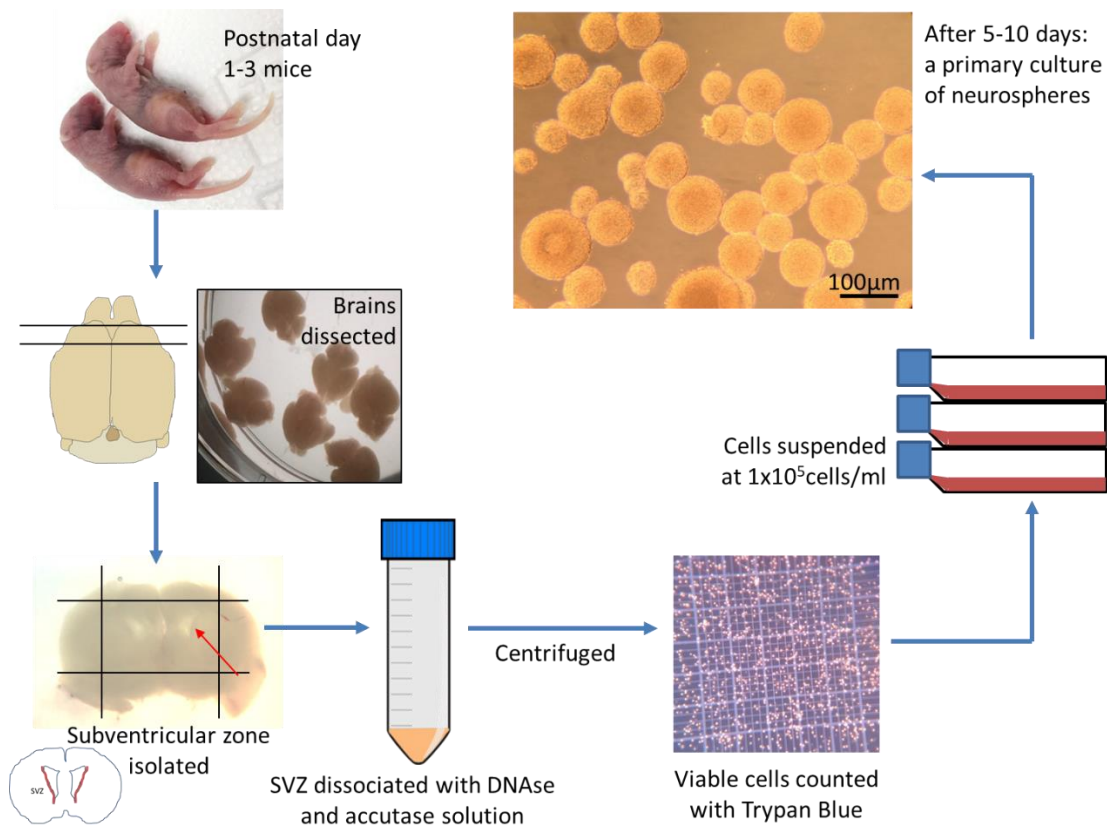 Postnatal day
1-3 mice
Brains
dissected
Subventricular zone
isolated
SVZ
SVZ dissociated with DNAse
and accutase solution
Centrifuged
Viable cells counted
with Trypan Blue
Cells suspended
at 1x10⁵cells/ml
After 5-10 days:
a primary culture
of neurospheres
100µm